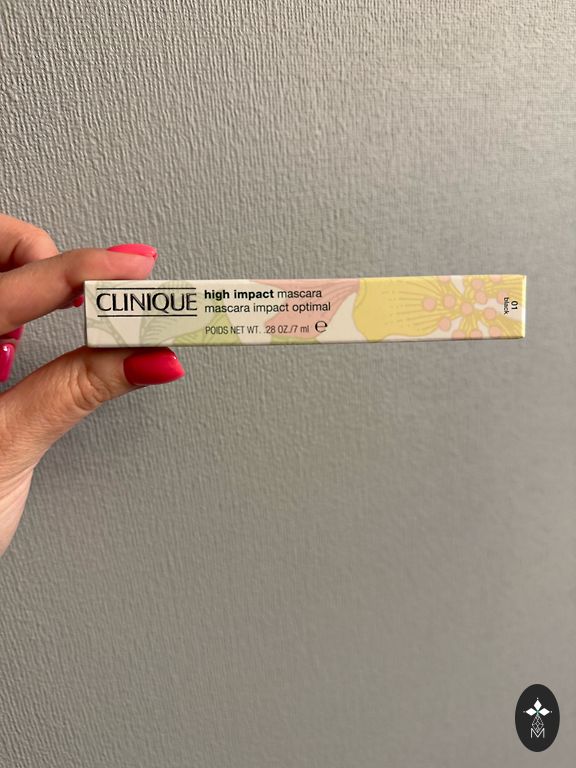 CLINIQUE
high impact mascara
mascara impact optimal
POIDS NET WT. .28 OZ./7 ml ℮
01
black
M